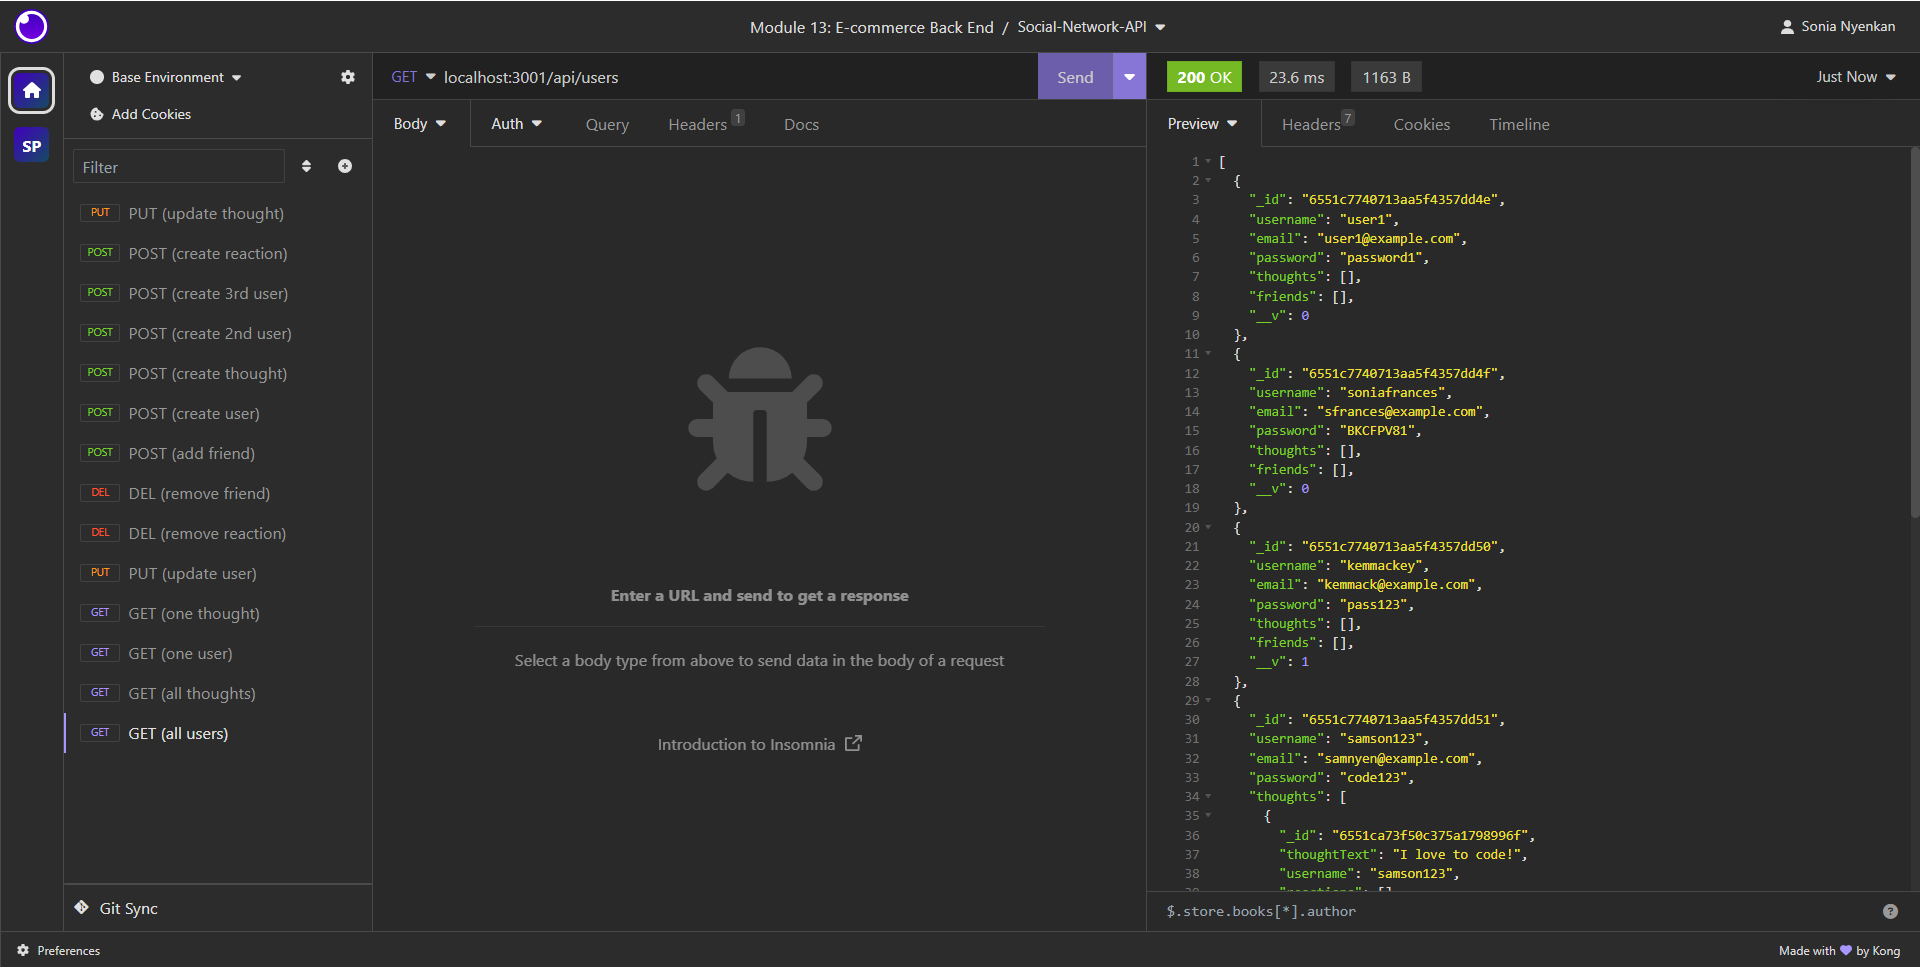 Module 13: E-commerce Back End / Social-Network-API
Sonia Nyenkan
SP
Base Environment
Add Cookies
Filter
PUT PUT (update thought)
POST POST (create reaction)
POST POST (create 3rd user)
POST POST (create 2nd user)
POST POST (create thought)
POST POST (create user)
POST POST (add friend)
DEL DEL (remove friend)
DEL DEL (remove reaction)
PUT PUT (update user)
GET GET (one thought)
GET GET (one user)
GET GET (all thoughts)
GET GET (all users)
Git Sync
Preferences
GET localhost:3001/api/users
Send
Body Auth Query Headers 1 Docs
Enter a URL and send to get a response
Select a body type from above to send data in the body of a request
Introduction to Insomnia
200 OK 23.6 ms 1163 B Just Now
Preview Headers 7 Cookies Timeline
1 [
2 {
3 "_id": "6551c7740713aa5f4357dd4e",
4 "username": "user1",
5 "email": "user1@example.com",
6 "password": "password1",
7 "thoughts": [],
8 "friends": [],
9 "__v": 0
10 },
11 {
12 "_id": "6551c7740713aa5f4357dd4f",
13 "username": "soniafrances",
14 "email": "sfrances@example.com",
15 "password": "BKCFPV81",
16 "thoughts": [],
17 "friends": [],
18 "__v": 0
19 },
20 {
21 "_id": "6551c7740713aa5f4357dd50",
22 "username": "kemmackey",
23 "email": "kemmack@example.com",
24 "password": "pass123",
25 "thoughts": [],
26 "friends": [],
27 "__v": 1
28 },
29 {
30 "_id": "6551c7740713aa5f4357dd51",
31 "username": "samson123",
32 "email": "samnyen@example.com",
33 "password": "code123",
34 "thoughts": [
35 {
36 "_id": "6551ca73f50c375a1798996f",
37 "thoughtText": "I love to code!",
38 "username": "samson123",
$.store.books[*].author
Made with by Kong